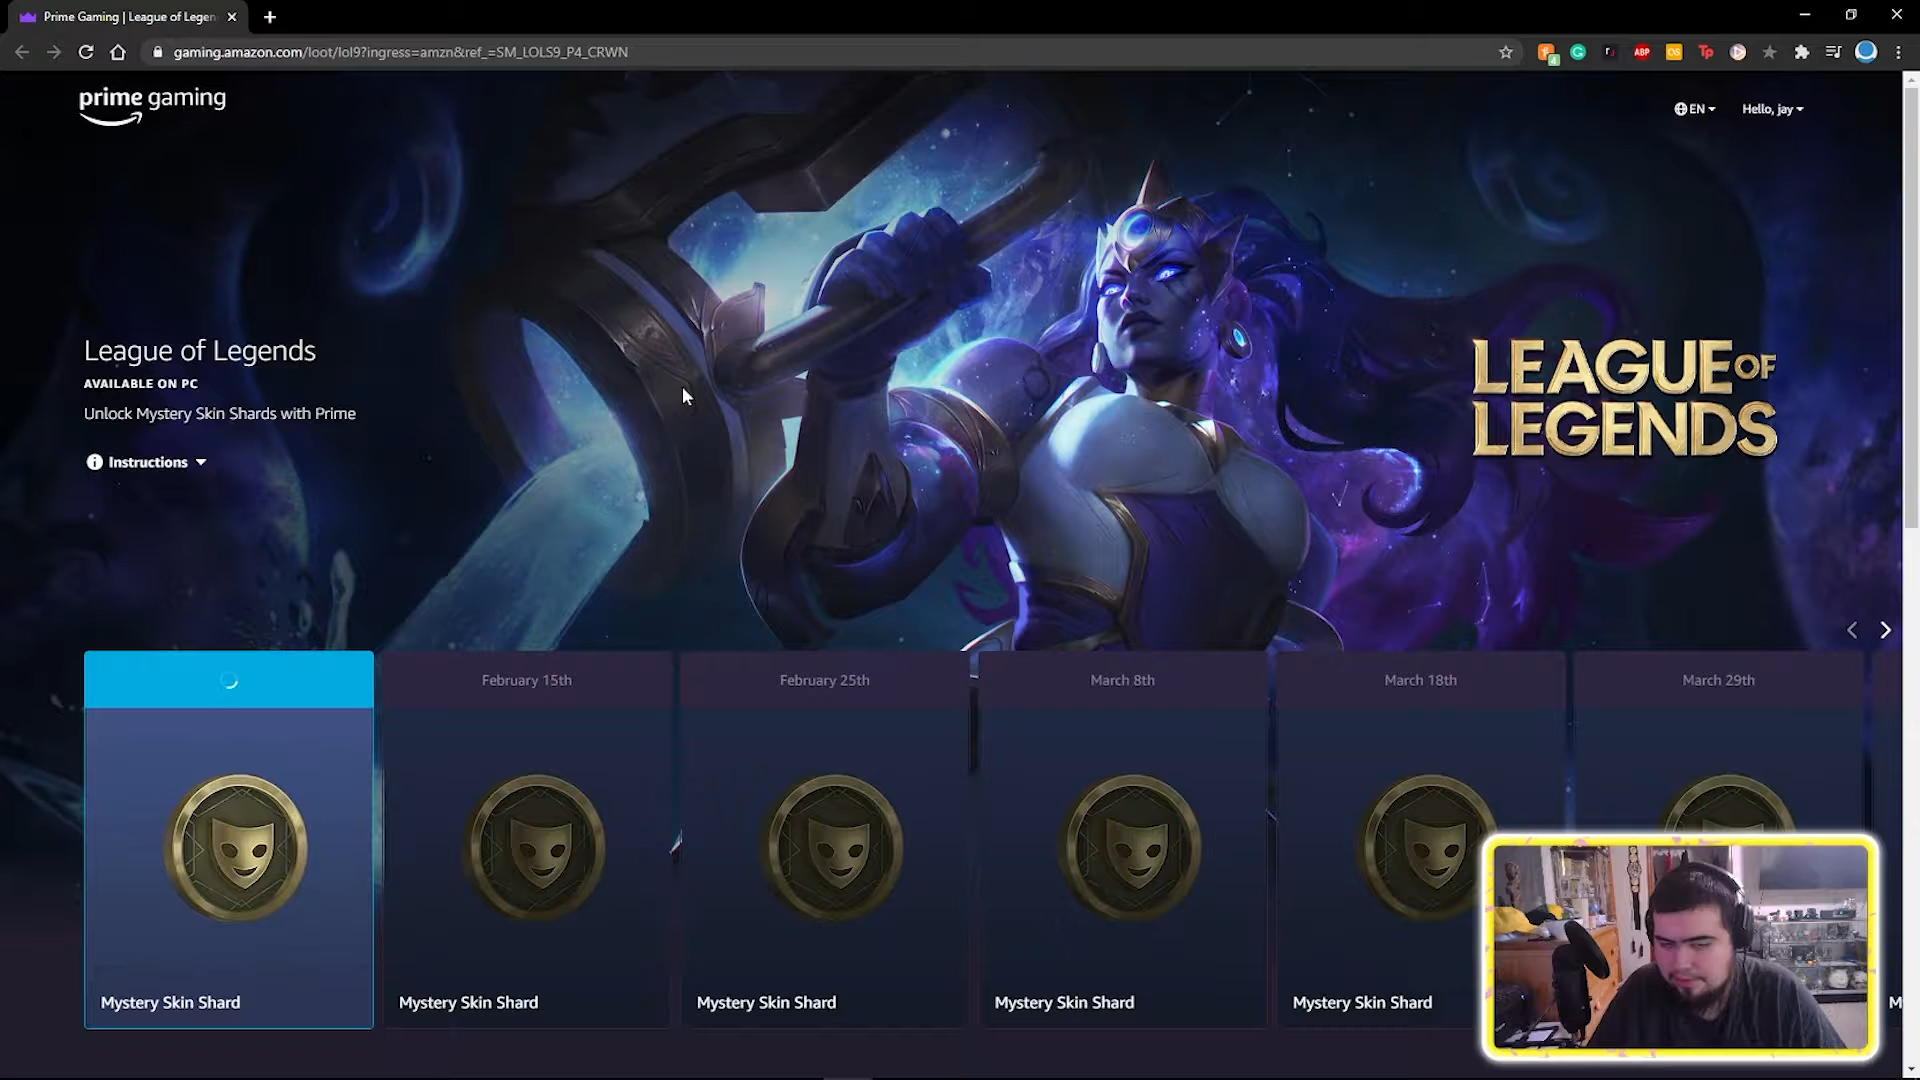 Prime Gaming | League of Legen
gaming.amazon.com/loot/lol9?ingress=amzn&ref_=SM_LOLS9_P4_CRWN
ABP
Tp
prime gaming
EN
Hello, jay
League of Legends
AVAILABLE ON PC
Unlock Mystery Skin Shards with Prime
Instructions
LEAGUE OF
LEGENDS
February 15th
February 25th
March 8th
March 18th
March 29th
Mystery Skin Shard
Mystery Skin Shard
Mystery Skin Shard
Mystery Skin Shard
Mystery Skin Shard
M